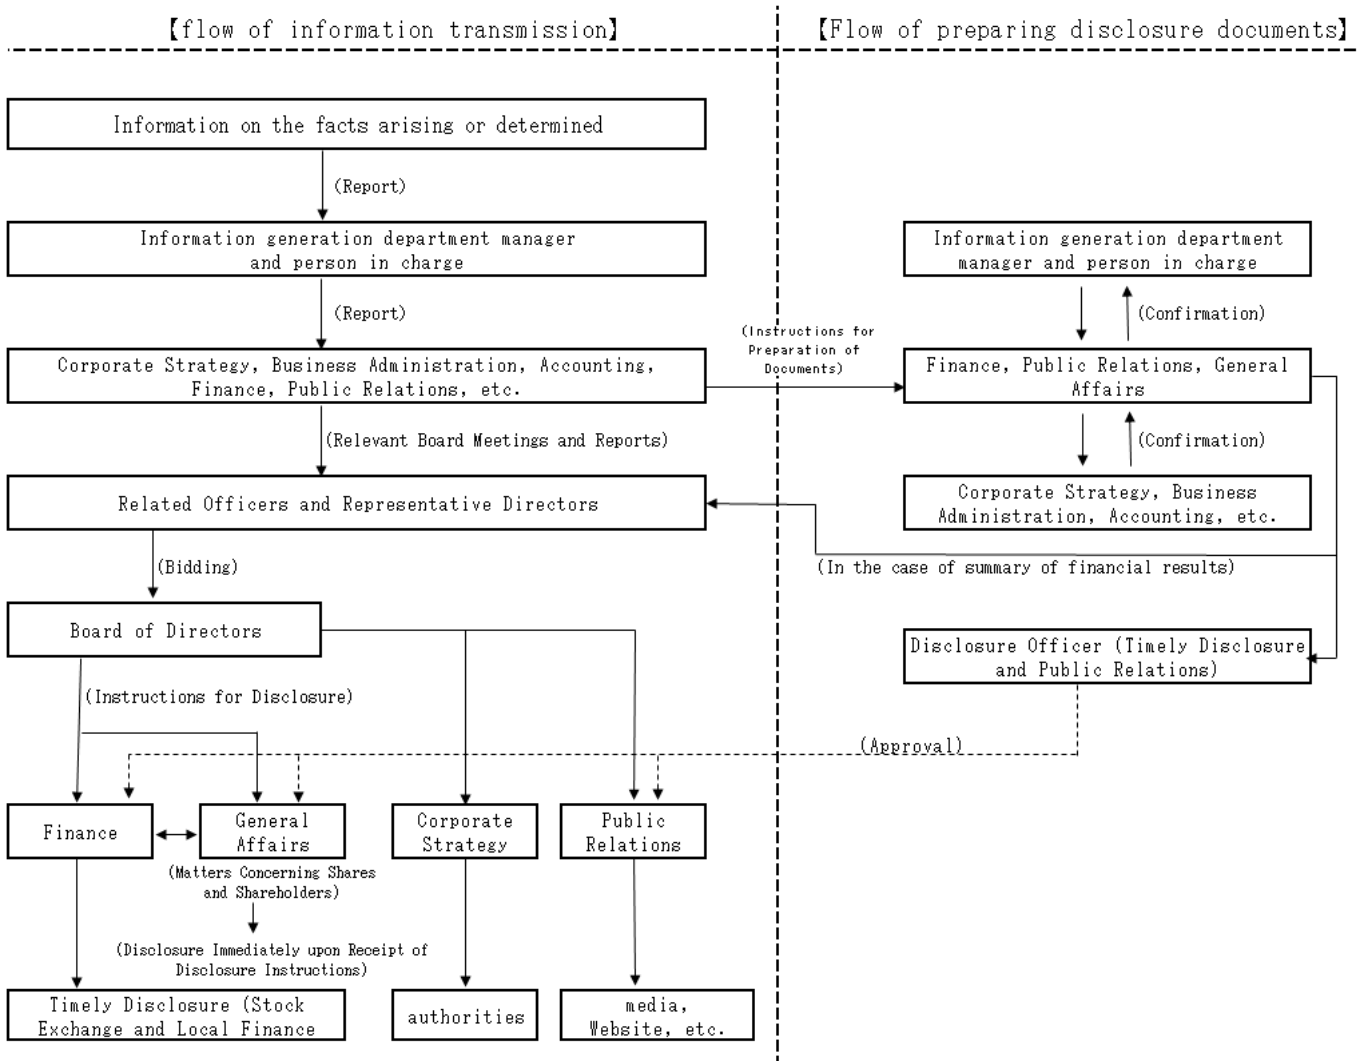 【flow of information transmission】
【Flow of preparing disclosure documents】
Information on the facts arising or determined
(Report)
Information generation department manager
and person in charge
(Report)
Corporate Strategy, Business Administration, Accounting,
Finance, Public Relations, etc.
(Relevant Board Meetings and Reports)
Related Officers and Representative Directors
(Bidding)
Board of Directors
(Instructions for Disclosure)
Finance
General
Affairs
(Matters Concerning Shares
and Shareholders)
(Disclosure Immediately upon Receipt of
Disclosure Instructions)
Corporate
Strategy
Public
Relations
Timely Disclosure (Stock
Exchange and Local Finance
authorities
media,
Website, etc.
(Instructions for
Preparation of
Documents)
Information generation department
manager and person in charge
(Confirmation)
Finance, Public Relations, General
Affairs
(Confirmation)
Corporate Strategy, Business
Administration, Accounting, etc.
(In the case of summary of financial results)
Disclosure Officer (Timely Disclosure
and Public Relations)
(Approval)